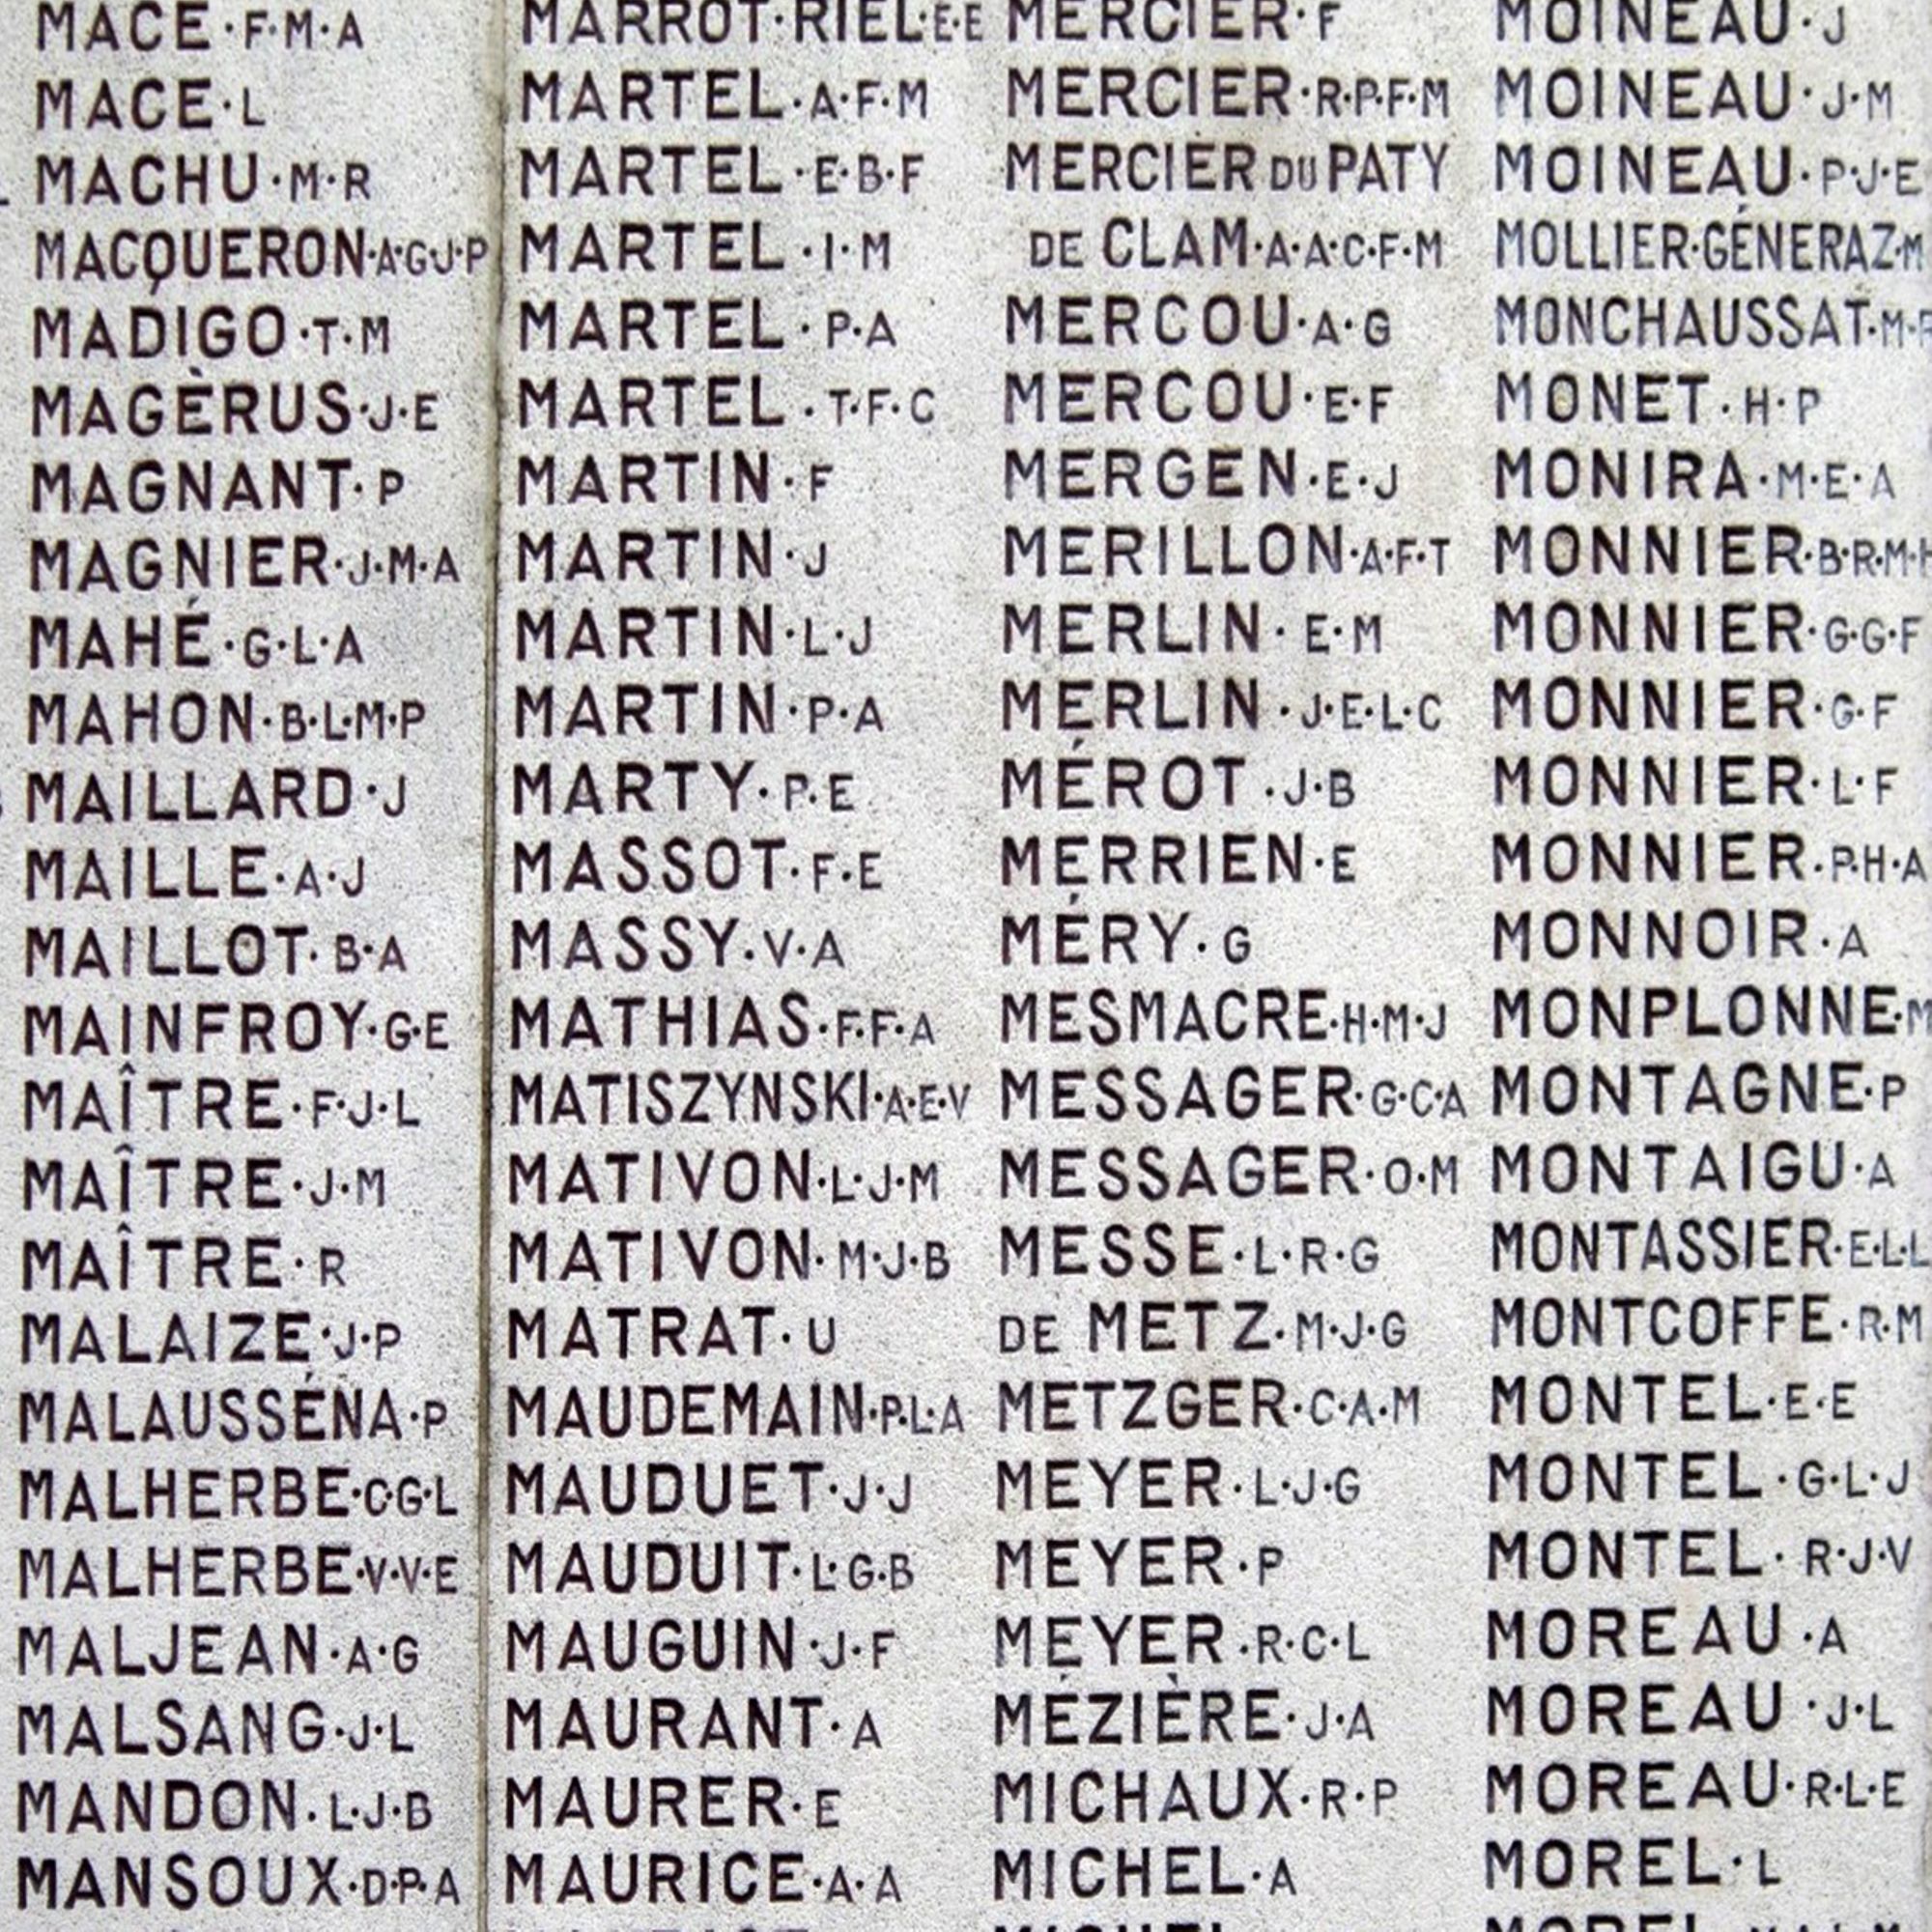 MACE·F·M·A
MACE·L
MACHU·M·R
MACQUERON·A·G·J·P
MADIGO·T·M
MAGÈRUS·J·E
MAGNANT·P
MAGNIER·J·M·A
MAHÉ·G·L·A
MAHON·B·L·M·P
MAILLARD·J
MAILLE·A·J
MAILLOT·B·A
MAINFROY·G·E
MAÎTRE·F·J·L
MAÎTRE·J·M
MAÎTRE·R
MALAIZE·J·P
MALAUSSÉNA·P
MALHERBE·C·G·L
MALHERBE·V·V·E
MALJEAN·A·G
MALSANG·J·L
MANDON·L·J·B
MANSOUX·D·P·A
MARROT·RIEL·E·E
MARTEL·A·F·M
MARTEL·E·B·F
MARTEL·I·M
MARTEL·P·A
MARTEL·T·F·C
MARTIN·F
MARTIN·J
MARTIN·L·J
MARTIN·P·A
MARTY·P·E
MASSOT·F·E
MASSY·V·A
MATHIAS·F·F·A
MATISZYNSKI·A·E·V
MATIVON·L·J·M
MATIVON·M·J·B
MATRAT·U
MAUDEMAIN·P·L·A
MAUDUET·J·J
MAUDUIT·L·G·B
MAUGUIN·J·F
MAURANT·A
MAURER·E
MAURICE·A·A
MERCIER·F
MERCIER·R·P·F·M
MERCIER DU PATY
DE CLAM·A·A·C·F·M
MERCOU·A·G
MERCOU·E·F
MERGEN·E·J
MERILLON·A·F·T
MERLIN·E·M
MERLIN·J·E·L·C
MÉROT·J·B
MERRIEN·E
MÉRY·G
MESMACRE·H·M·J
MESSAGER·G·C·A
MESSAGER·O·M
MESSE·L·R·G
DE METZ·M·J·G
METZGER·C·A·M
MEYER·L·J·G
MEYER·P
MEYER·R·C·L
MÉZIÈRE·J·A
MICHAUX·R·P
MICHEL·A
MOINEAU·J
MOINEAU·J·M
MOINEAU·P·J·E
MOLLIER·GÉNERAZ·M
MONCHAUSSAT·M·
MONET·H·P
MONIRA·M·E·A
MONNIER·B·R·M·
MONNIER·G·G·F
MONNIER·G·F
MONNIER·L·F
MONNIER·P·H·A
MONNOIR·A
MONPLONNE·M
MONTAGNE·P
MONTAIGU·A
MONTASSIER·E·L·L
MONTCOFFE·R·M
MONTEL·E·E
MONTEL·G·L·J
MONTEL·R·J·V
MOREAU·A
MOREAU·J·L
MOREAU·R·L·E
MOREL·L